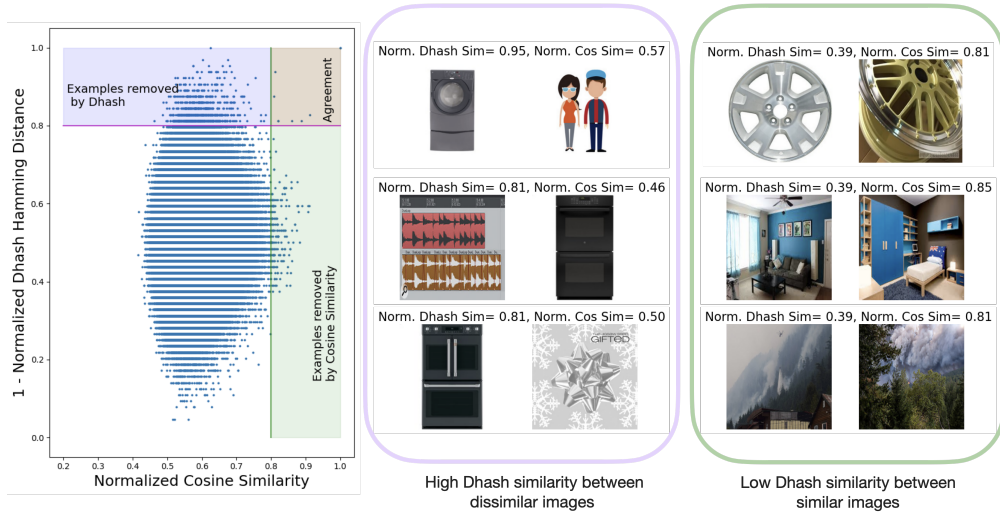 1 - Normalized Dhash Hamming Distance
1.0
0.8
0.6
0.4
0.2
0.0
Examples removed
by Dhash
Agreement
Examples removed
by Cosine Similarity
0.2 0.3 0.4 0.5 0.6 0.7 0.8 0.9 1.0
Normalized Cosine Similarity
Norm. Dhash Sim= 0.95, Norm. Cos Sim = 0.57
Norm. Dhash Sim= 0.81, Norm. Cos Sim = 0.46
Norm. Dhash Sim= 0.81, Norm. Cos Sim = 0.50
GIFTED
High Dhash similarity between
dissimilar images
Norm. Dhash Sim= 0.39, Norm. Cos Sim = 0.81
Norm. Dhash Sim= 0.39, Norm. Cos Sim = 0.85
Norm. Dhash Sim= 0.39, Norm. Cos Sim = 0.81
Low Dhash similarity between
similar images